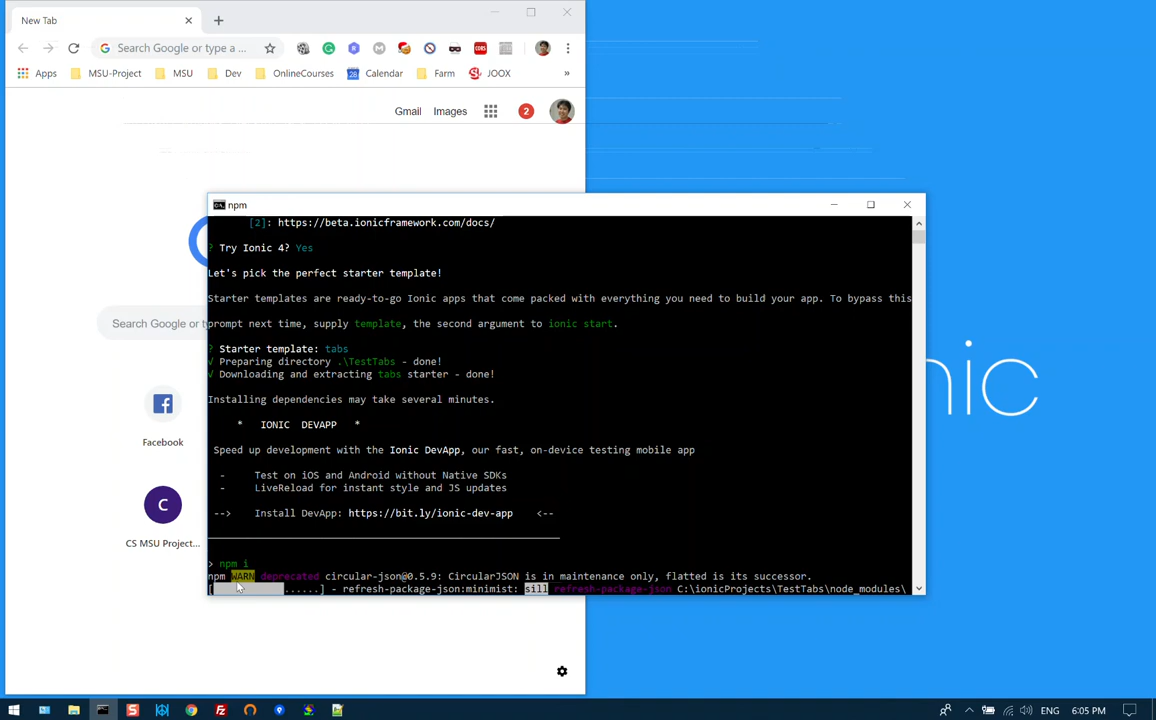 New Tab
Search Google or type a ...
CORS
Apps
MSU-Project
MSU
Dev
OnlineCourses
28
Calendar
Farm
JOOX
»
Gmail
Images
2
Search Google or ty
Facebook
C
CS MSU Project...
npm
[2]: https://beta.ionicframework.com/docs/
? Try Ionic 4? Yes
Let's pick the perfect starter template!
Starter templates are ready-to-go Ionic apps that come packed with everything you need to build your app. To bypass this
prompt next time, supply template, the second argument to ionic start.
? Starter template: tabs
√ Preparing directory .\TestTabs - done!
√ Downloading and extracting tabs starter - done!
Installing dependencies may take several minutes.
* IONIC DEVAPP *
Speed up development with the Ionic DevApp, our fast, on-device testing mobile app
- Test on iOS and Android without Native SDKs
- LiveReload for instant style and JS updates
--> Install DevApp: https://bit.ly/ionic-dev-app <--
> npm i
npm WARN deprecated circular-json@0.5.9: CircularJSON is in maintenance only, flatted is its successor.
[ ......] - refresh-package-json:minimist: sill refresh-package-json C:\ionicProjects\TestTabs\node_modules\
nic
ENG
6:05 PM